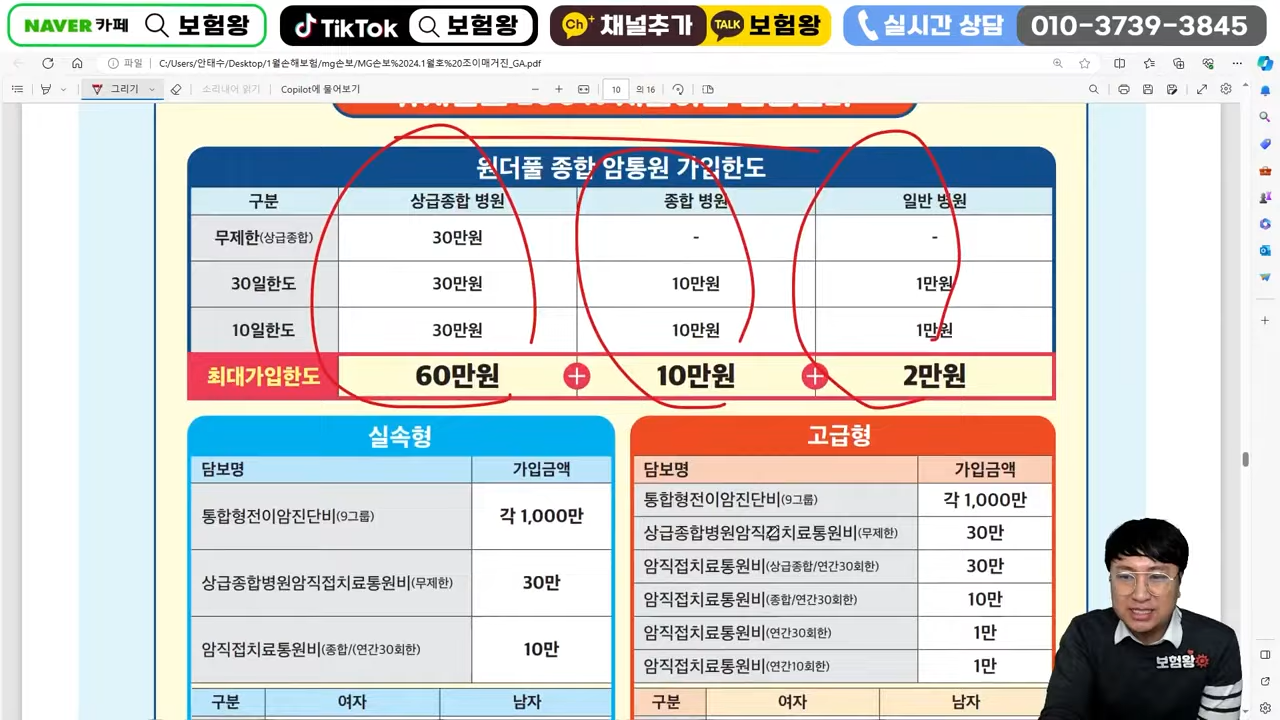 NAVER 카페 보험왕
TikTok 보험왕
Ch+ 채널추가 TALK 보험왕
실시간 상담 010-3739-3845
파일 C:/Users/안태수/Desktop/1월손해보험/mg손보/MG손보%2024.1월호%20조이매거진_GA.pdf
그리기 소리내어 읽기 Copilot에 물어보기 10 의 16
원더풀 종합 암통원 가입한도
구분 상급종합 병원 종합 병원 일반 병원
무제한(상급종합) 30만원 - -
30일한도 30만원 10만원 1만원
10일한도 30만원 10만원 1만원
최대가입한도 60만원 + 10만원 + 2만원
실속형
담보명 가입금액
통합형전이암진단비(9그룹) 각 1,000만
상급종합병원암직접치료통원비(무제한) 30만
암직접치료통원비(종합/(연간30회한) 10만
구분 여자 남자
고급형
담보명 가입금액
통합형전이암진단비(9그룹) 각 1,000만
상급종합병원암직접치료통원비(무제한) 30만
암직접치료통원비(상급종합/연간30회한) 30만
암직접치료통원비(종합/연간30회한) 10만
암직접치료통원비(연간30회한) 1만
암직접치료통원비(연간10회한) 1만
구분 여자 남자
보험왕